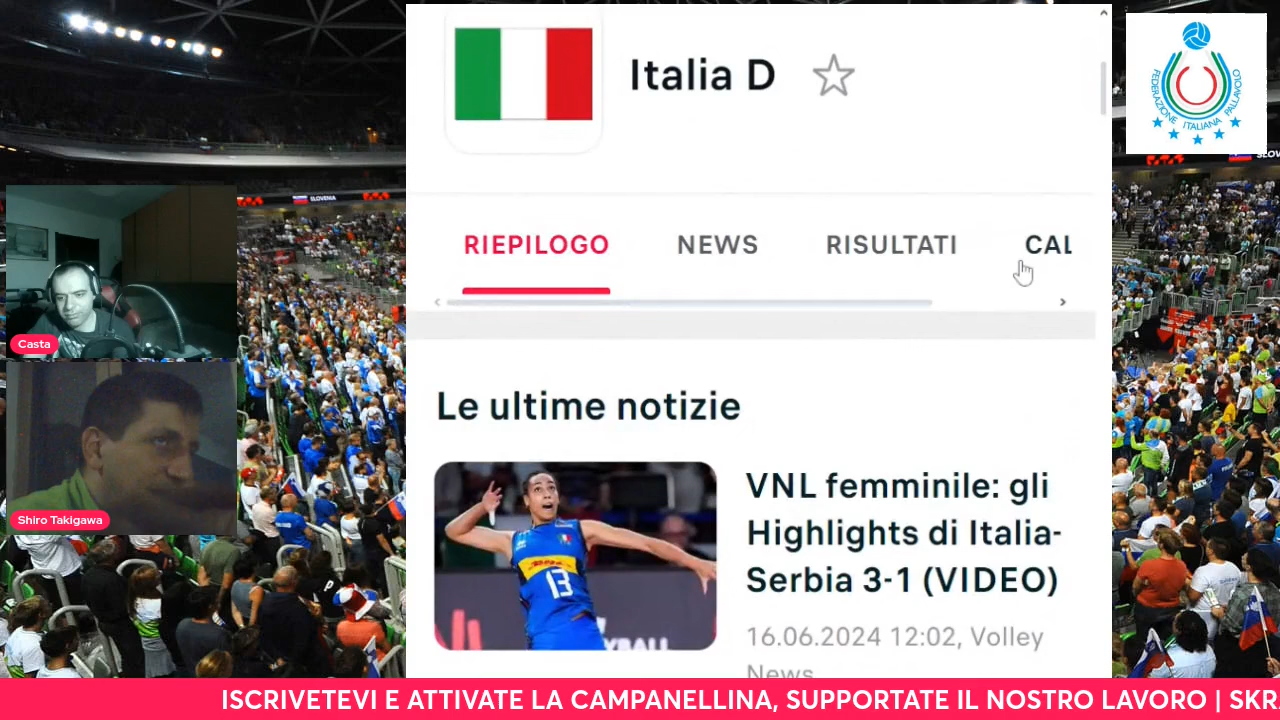 Italia D
RIEPILOGO NEWS RISULTATI CAL
Le ultime notizie
VNL femminile: gli
Highlights di Italia-
Serbia 3-1 (VIDEO)
16.06.2024 12:02, Volley
News
13
FEDERAZIONE ITALIANA PALLAVOLO
SLOVENIA
Casta
Shiro Takigawa
ISCRIVETEVI E ATTIVATE LA CAMPANELLINA, SUPPORTATE IL NOSTRO LAVORO | SKR